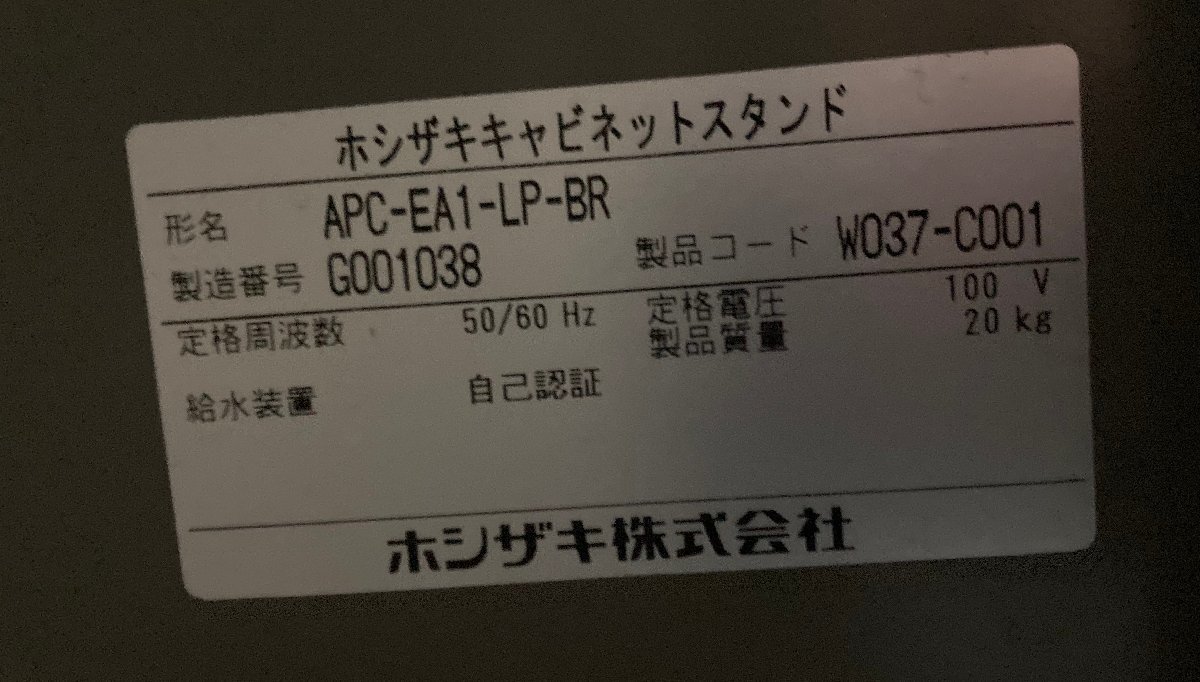 ホシザキキャビネットスタンド
形名 APC-EA1-LP-BR
製造番号 G001038 製品コード W037-C001
定格周波数 50/60 Hz 定格電圧 100 V
製品質量 20 kg
給水装置 自己認証
ホシザキ株式会社